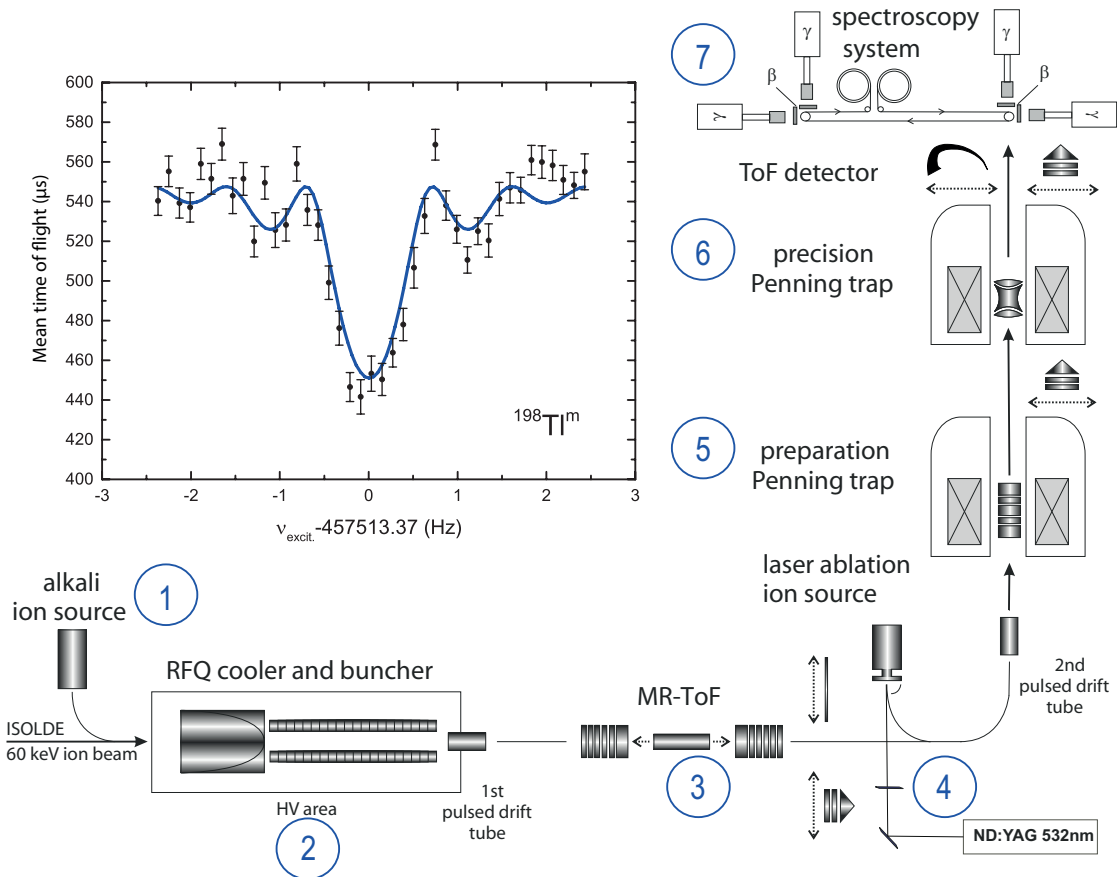 spectroscopy
system
7
γ
γ
β
β
γ
γ
ToF detector
600
580
560
540
520
500
480
460
440
420
400
Mean time of flight (µs)
198Tlm
-3
-2
-1
0
1
2
3
νexcit.-457513.37 (Hz)
6
precision
Penning trap
5
preparation
Penning trap
laser ablation
ion source
alkali
ion source
1
RFQ cooler and buncher
2nd
pulsed drift
tube
MR-ToF
ISOLDE
60 keV ion beam
3
4
1st
pulsed drift
tube
HV area
2
ND:YAG 532nm